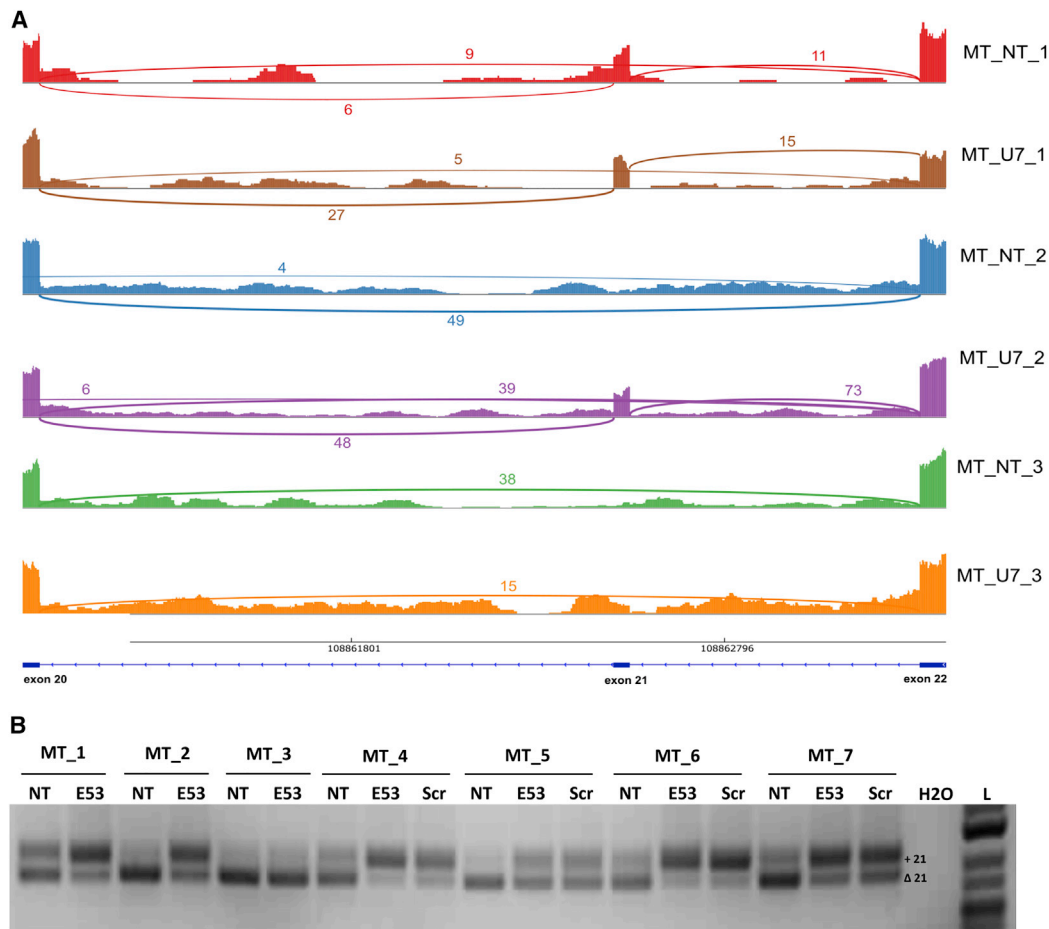 A
9
11
MT_NT_1
6
15
5
MT_U7_1
27
4
MT_NT_2
49
6
39
73
MT_U7_2
48
38
MT_NT_3
15
MT_U7_3
108861801
108862796
exon 20
exon 21
exon 22
B
MT_1 MT_2 MT_3 MT_4 MT_5 MT_6 MT_7
NT E53 NT E53 NT E53 NT E53 Scr NT E53 Scr NT E53 Scr NT E53 Scr H2O L
+ 21
Δ 21